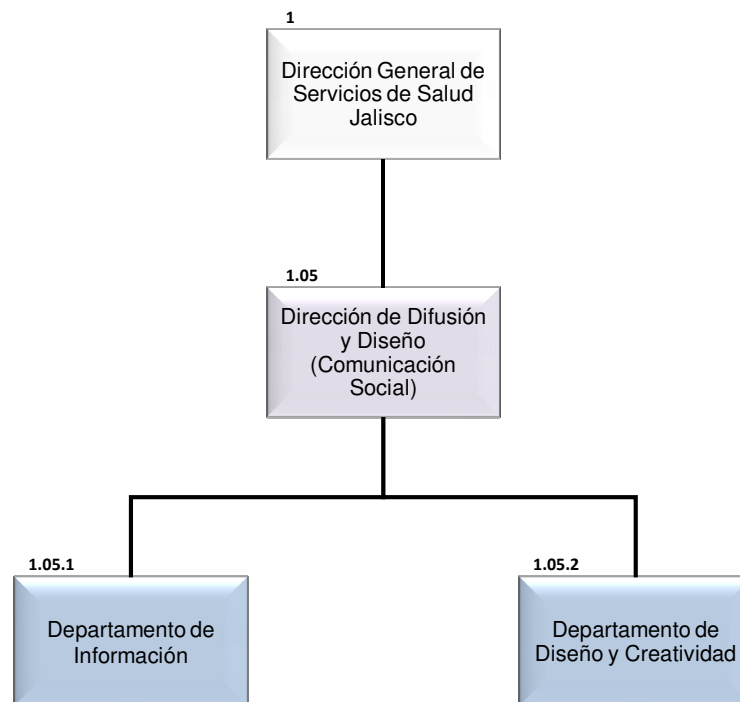 1
Dirección General de
Servicios de Salud
Jalisco
1.05
Dirección de Difusión
y Diseño
(Comunicación
Social)
1.05.1
Departamento de
Información
1.05.2
Departamento de
Diseño y Creatividad